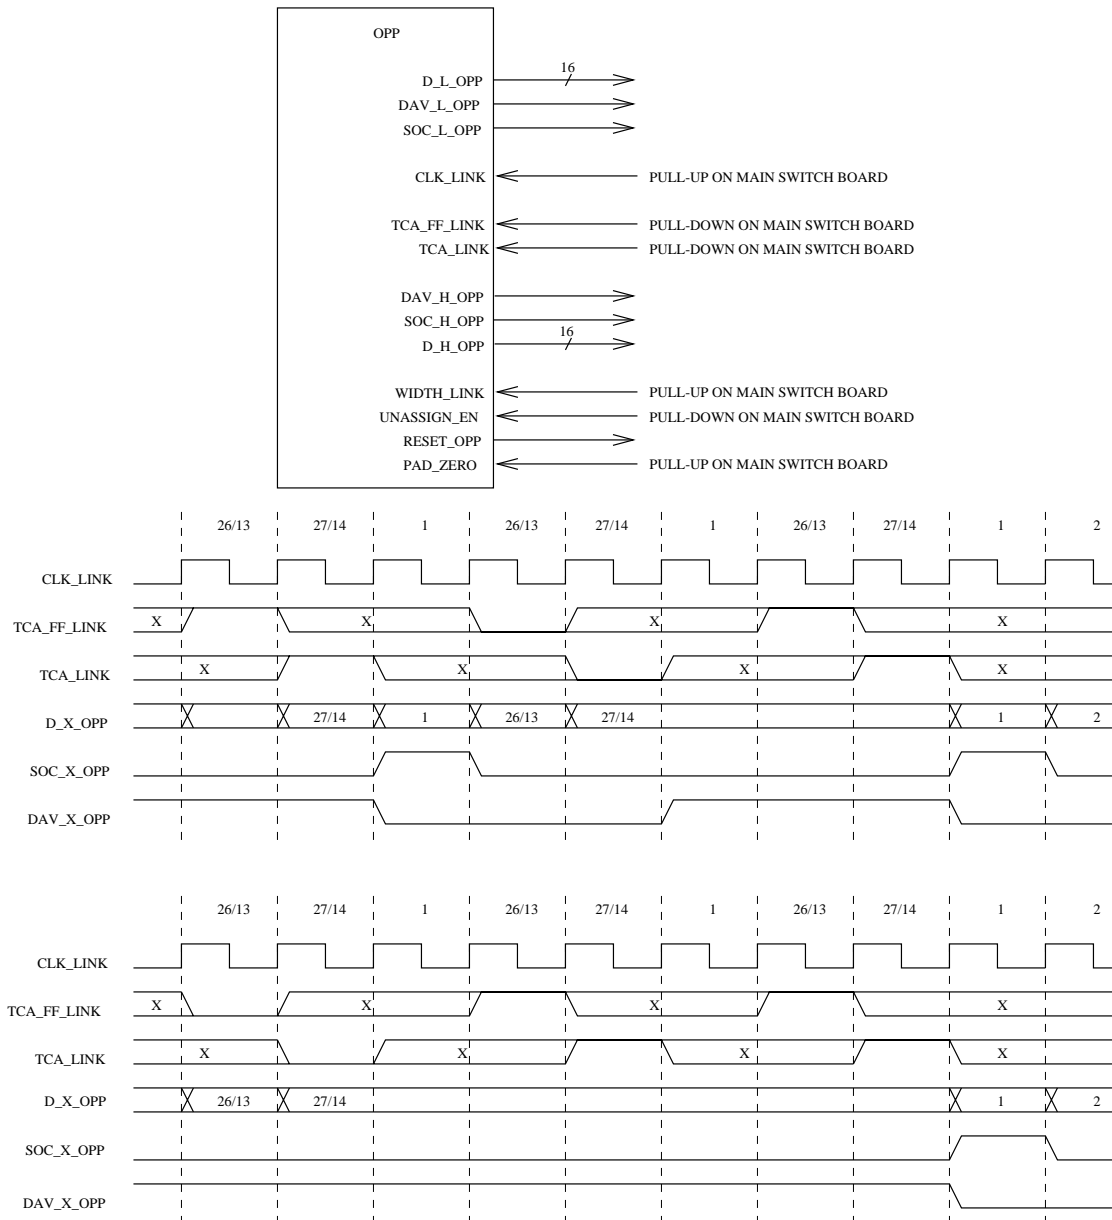 OPP
16
D_L_OPP
DAV_L_OPP
SOC_L_OPP
CLK_LINK PULL-UP ON MAIN SWITCH BOARD
TCA_FF_LINK PULL-DOWN ON MAIN SWITCH BOARD
TCA_LINK PULL-DOWN ON MAIN SWITCH BOARD
DAV_H_OPP
SOC_H_OPP
16
D_H_OPP
WIDTH_LINK PULL-UP ON MAIN SWITCH BOARD
UNASSIGN_EN PULL-DOWN ON MAIN SWITCH BOARD
RESET_OPP
PAD_ZERO PULL-UP ON MAIN SWITCH BOARD
26/13 27/14 1 26/13 27/14 1 26/13 27/14 1 2
CLK_LINK
TCA_FF_LINK X X X X
TCA_LINK X X X X
D_X_OPP 27/14 1 26/13 27/14 1 2
SOC_X_OPP
DAV_X_OPP
26/13 27/14 1 26/13 27/14 1 26/13 27/14 1 2
CLK_LINK
TCA_FF_LINK X X X X
TCA_LINK X X X X
D_X_OPP 26/13 27/14 1 2
SOC_X_OPP
DAV_X_OPP